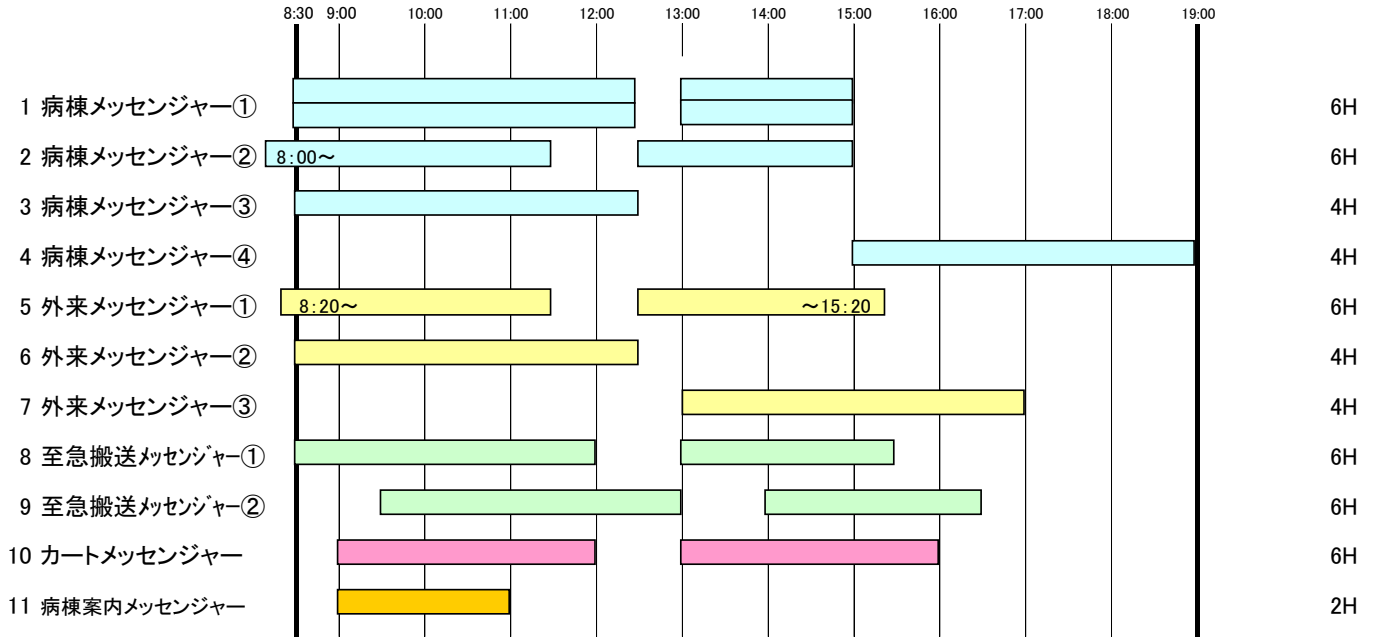 8:30 9:00 10:00 11:00 12:00 13:00 14:00 15:00 16:00 17:00 18:00 19:00
1 病棟メッセンジャー① 6H
2 病棟メッセンジャー② 8:00～ 6H
3 病棟メッセンジャー③ 4H
4 病棟メッセンジャー④ 4H
5 外来メッセンジャー① 8:20～ ～15:20 6H
6 外来メッセンジャー② 4H
7 外来メッセンジャー③ 4H
8 至急搬送ﾒｯｾﾝｼﾞｬｰ① 6H
9 至急搬送ﾒｯｾﾝｼﾞｬｰ② 6H
10 カートメッセンジャー 6H
11 病棟案内メッセンジャー 2H